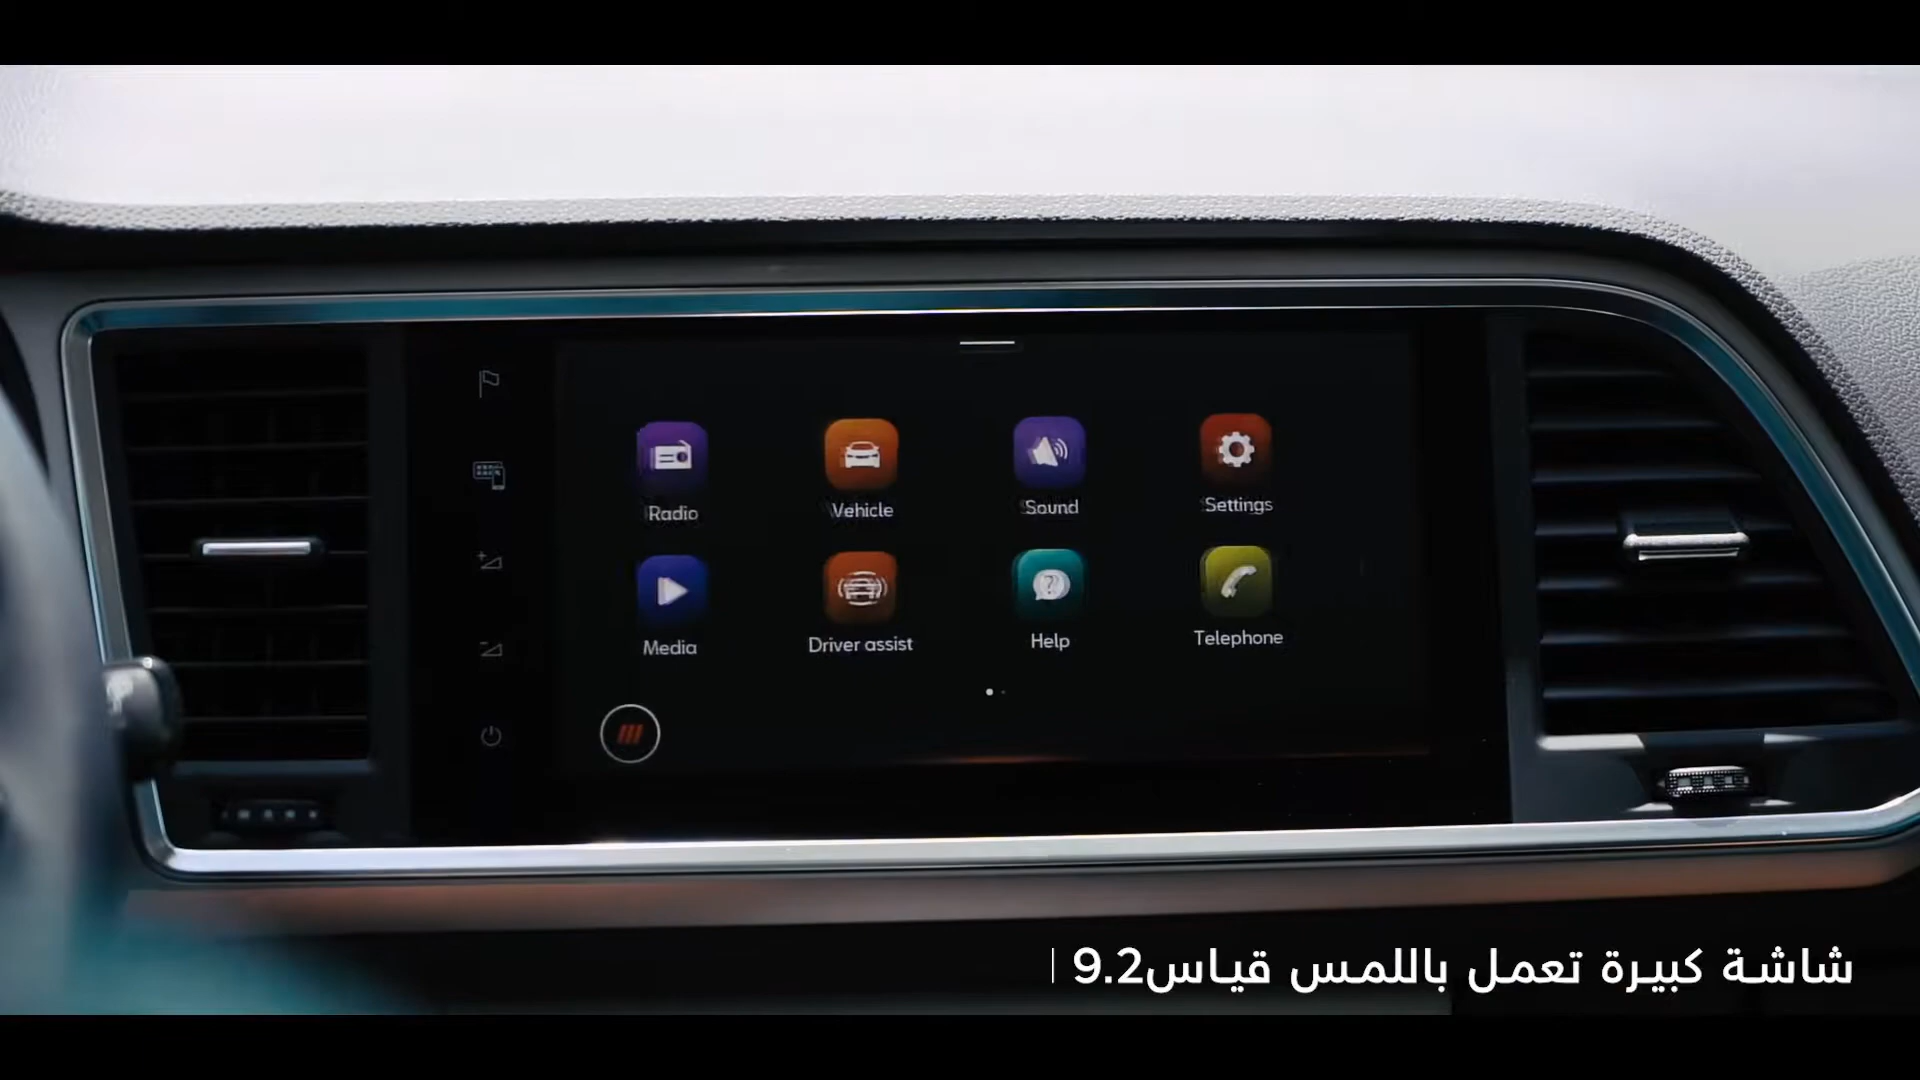 Radio
Vehicle
Sound
Settings
Media
Driver assist
Help
Telephone
شاشة كبيرة تعمل باللمس قياس9.2